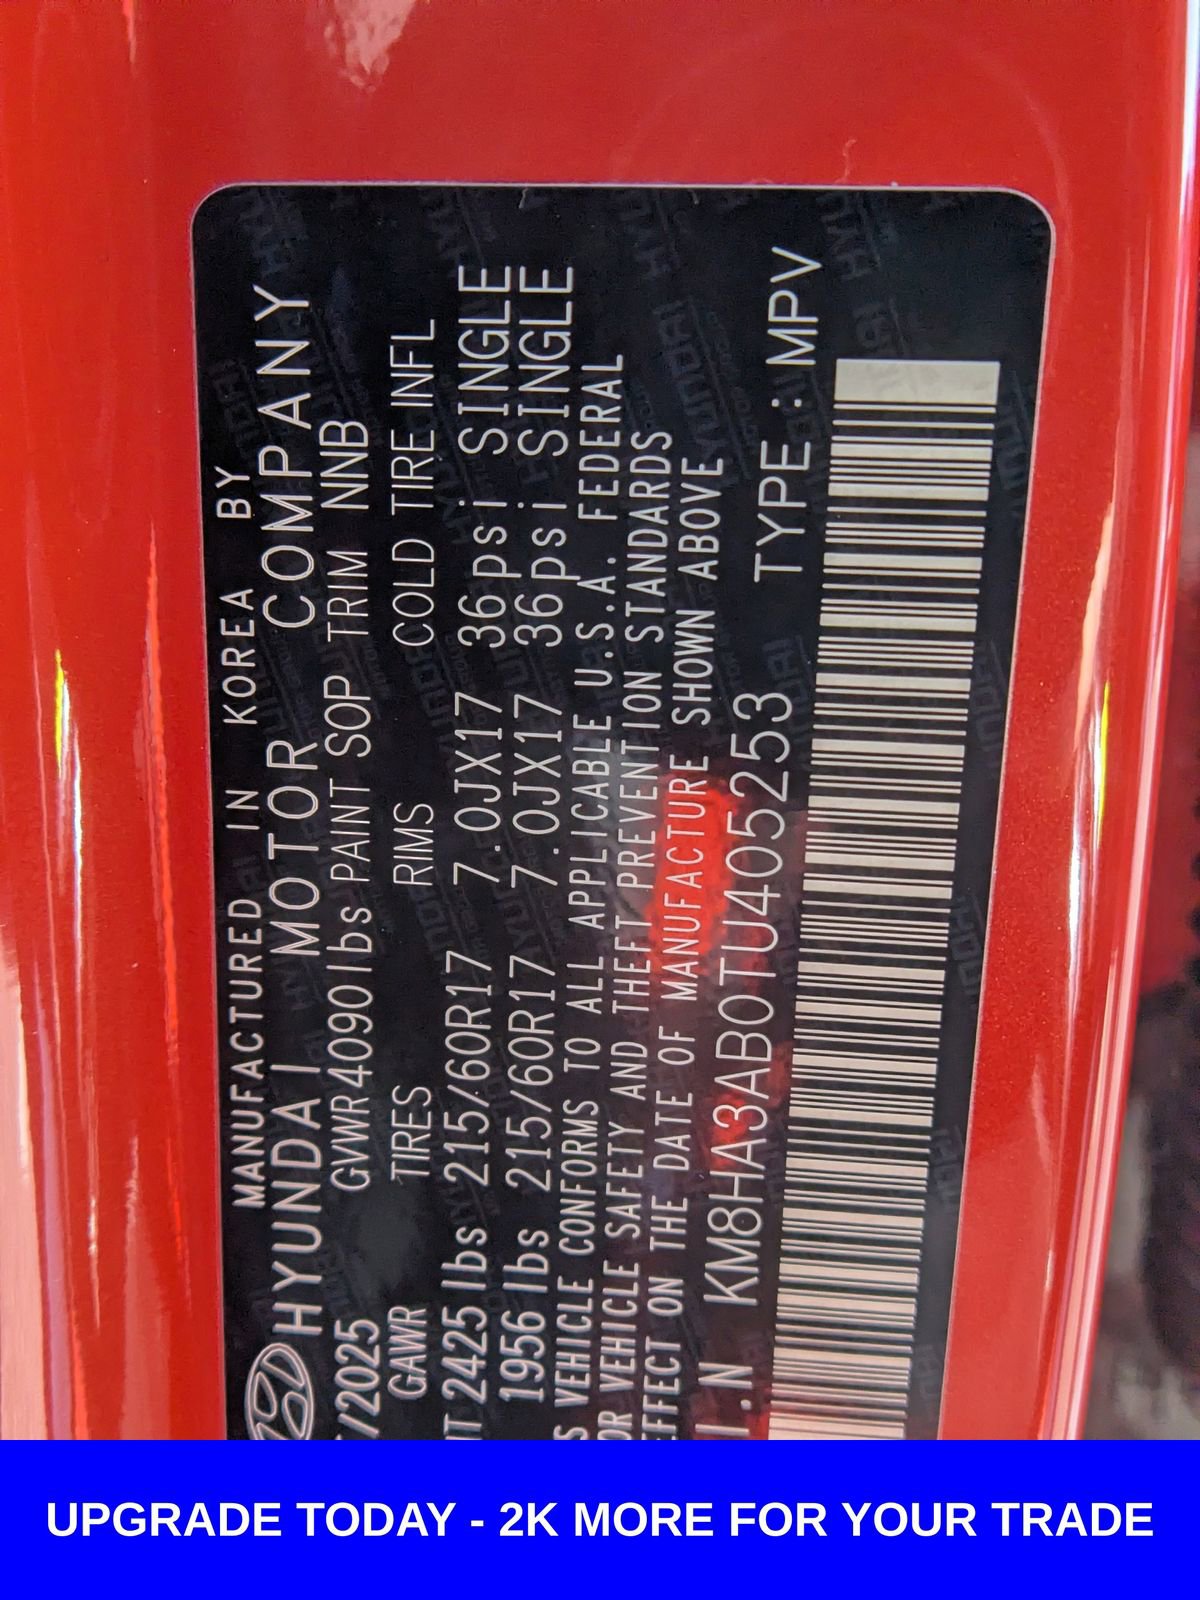 MANUFACTURED IN KOREA BY
HYUNDAI MOTOR COMPANY
/2025 GVWR 4090lbs PAINT SOP TRIM NNB
GAWR TIRES RIMS COLD TIRE INFL
2425 lbs 215/60R17 7.0JX17 36psi SINGLE
1956 lbs 215/60R17 7.0JX17 36psi SINGLE
VEHICLE CONFORMS TO ALL APPLICABLE U.S.A. FEDERAL
OR VEHICLE SAFETY AND THEFT PREVENTION STANDARDS
EFFECT ON THE DATE OF MANUFACTURE SHOWN ABOVE
I.N KM8HA3AB0TU405253 TYPE : MPV
UPGRADE TODAY - 2K MORE FOR YOUR TRADE